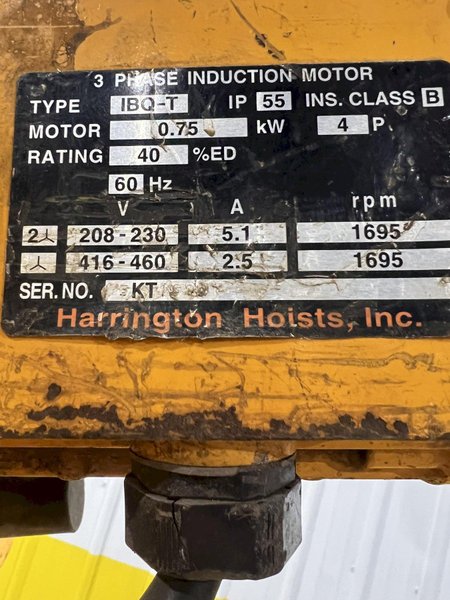 3 PHASE INDUCTION MOTOR
TYPE IBQ-T IP 55 INS. CLASS B
MOTOR 0.75 kW 4 P
RATING 40 %ED
60 Hz
V A rpm
2⅄ 208-230 5.1 1695
⅄ 416-460 2.5 1695
SER. NO. KT
Harrington Hoists, Inc.